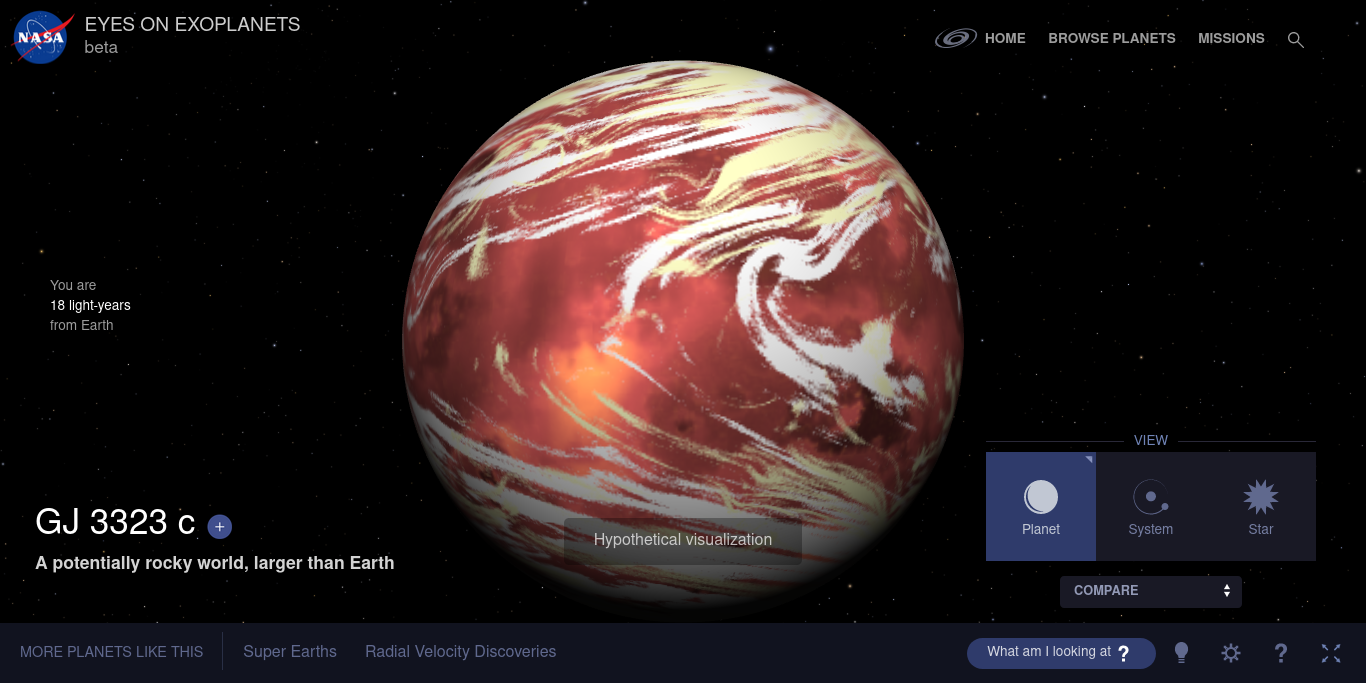 NASA
EYES ON EXOPLANETS
beta
HOME
BROWSE PLANETS
MISSIONS
You are
18 light-years
from Earth
GJ 3323 c +
A potentially rocky world, larger than Earth
Hypothetical visualization
VIEW
Planet
System
Star
COMPARE
MORE PLANETS LIKE THIS
Super Earths
Radial Velocity Discoveries
What am I looking at ?
?